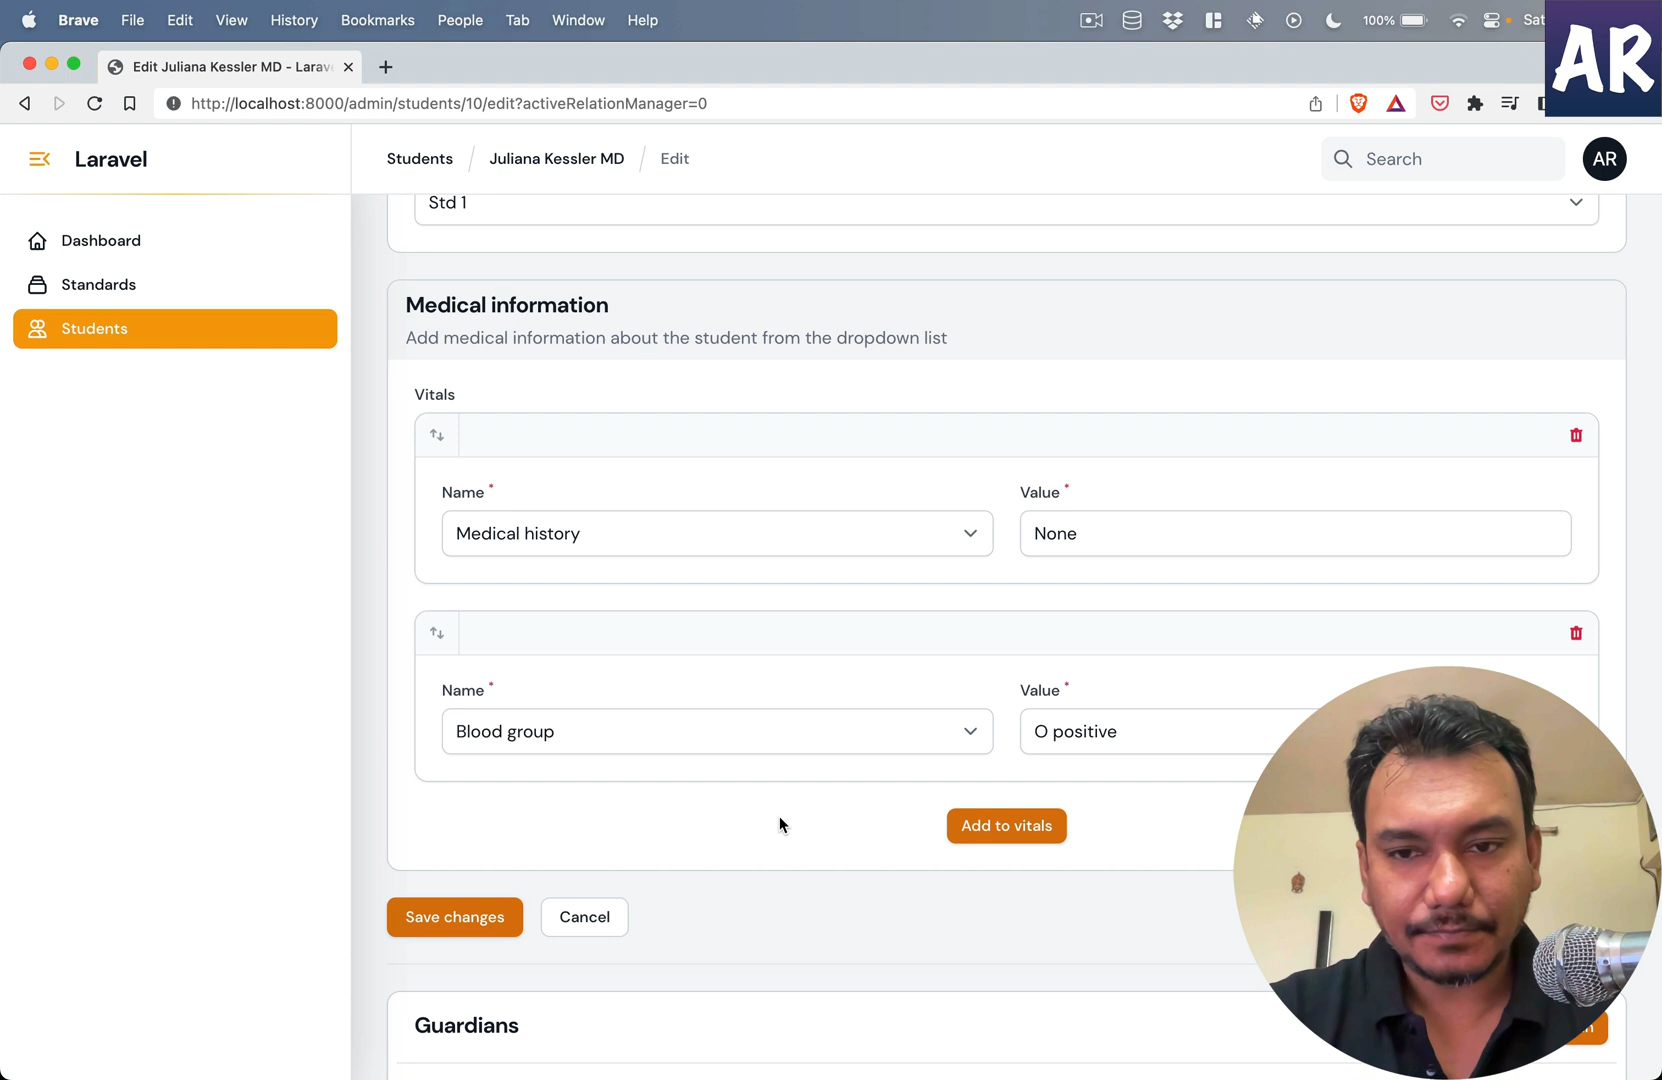 Brave File Edit View History Bookmarks People Tab Window Help 100% Sat
AR
Edit Juliana Kessler MD - Larav
http://localhost:8000/admin/students/10/edit?activeRelationManager=0
Laravel
Students / Juliana Kessler MD / Edit
Search
AR
Dashboard
Standards
Students
Std 1
Medical information
Add medical information about the student from the dropdown list
Vitals
Name *
Value *
Medical history
None
Name *
Value *
Blood group
O positive
Add to vitals
Save changes
Cancel
Guardians